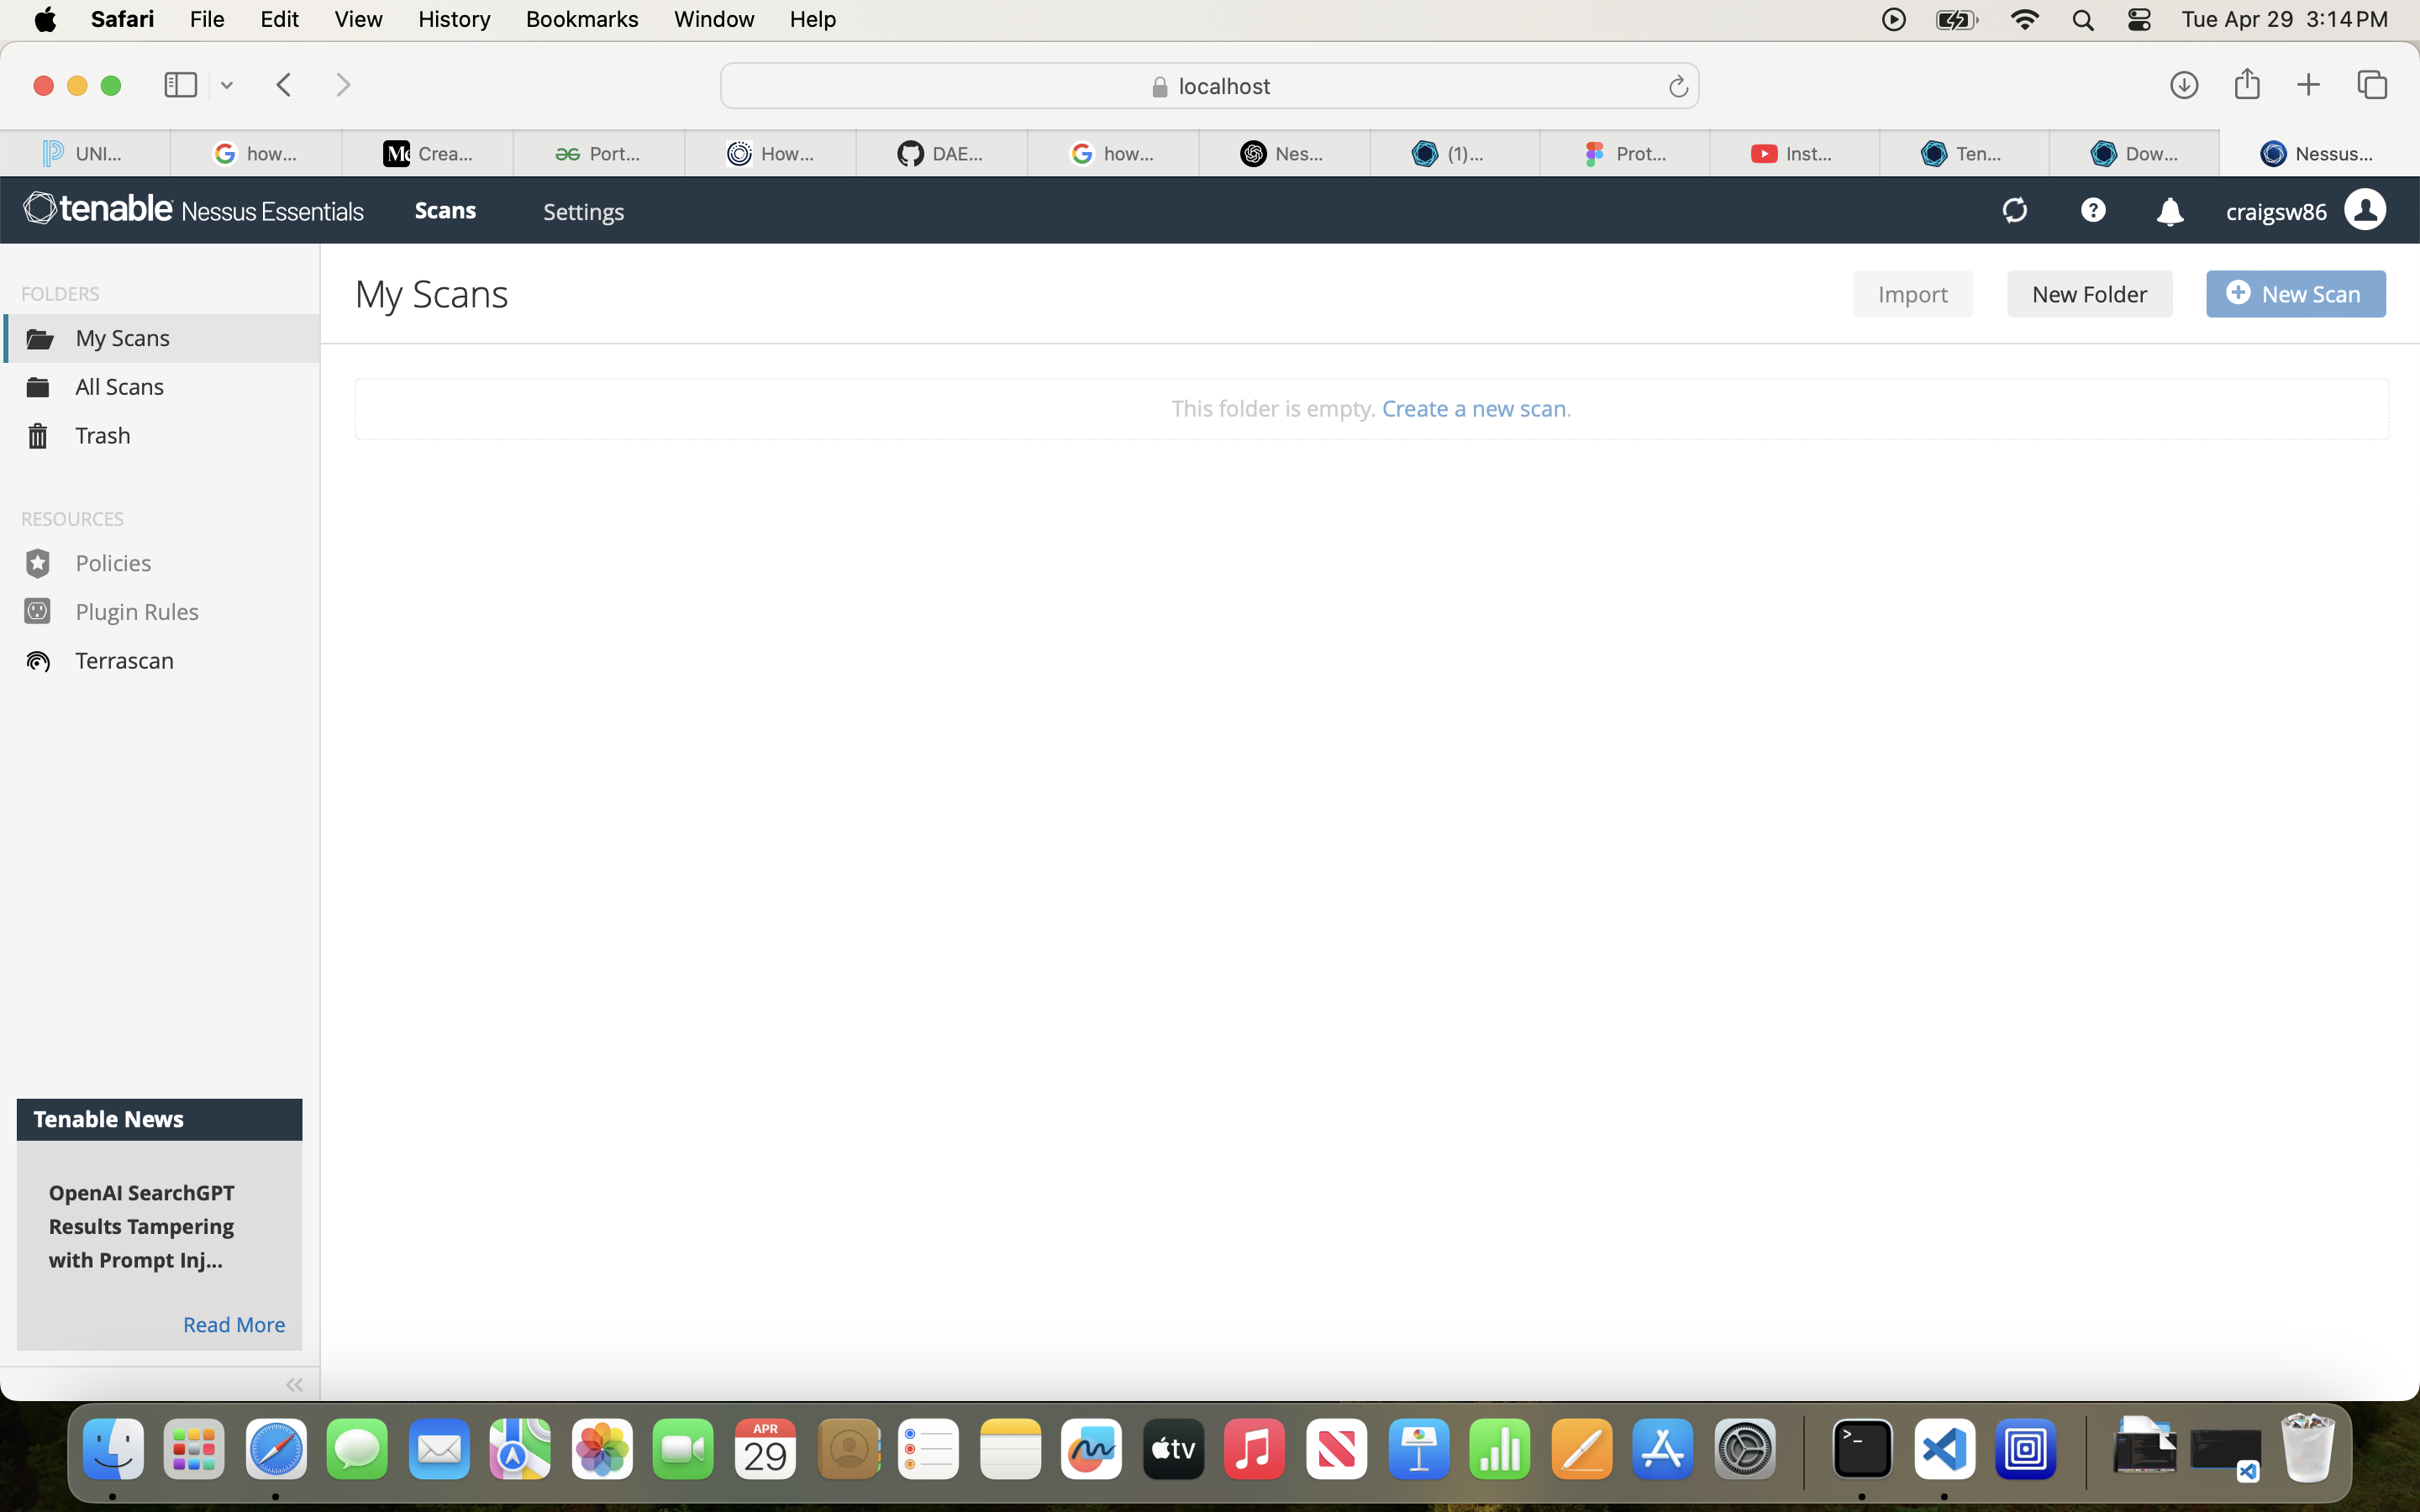 Safari File Edit View History Bookmarks Window Help Tue Apr 29 3:14 PM
localhost
UNI... how... Crea... Port... How... DAE... how... Nes... (1)... Prot... Inst... Ten... Dow... Nessus...
tenable Nessus Essentials Scans Settings craigsw86
FOLDERS
My Scans
All Scans
Trash
RESOURCES
Policies
Plugin Rules
Terrascan
Tenable News
OpenAI SearchGPT
Results Tampering
with Prompt Inj...
Read More
My Scans Import New Folder New Scan
This folder is empty. Create a new scan.
APR
29
tv